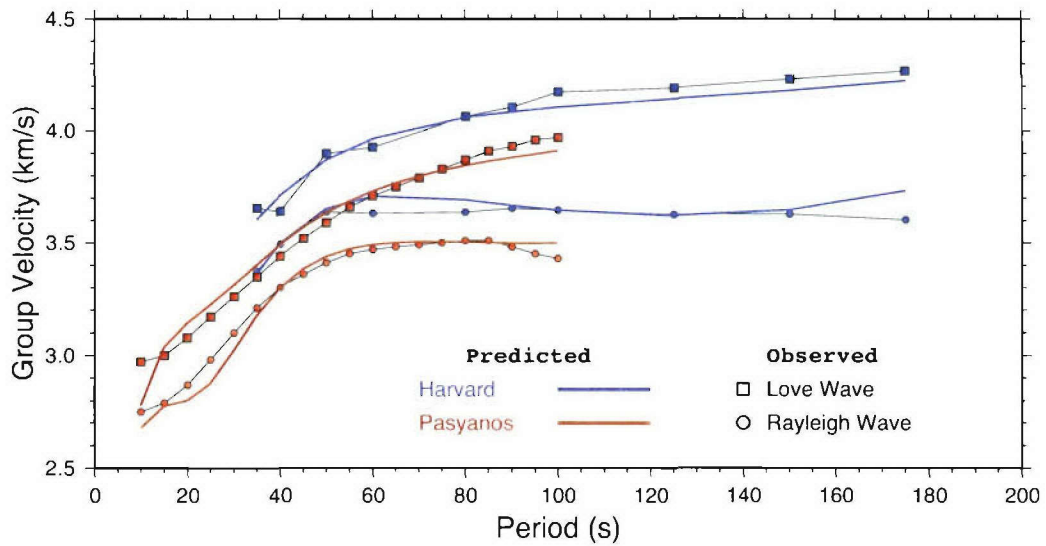 4.5
4.0
3.5
3.0
2.5
Group Velocity (km/s)
Predicted Observed
Harvard Love Wave
Pasyanos Rayleigh Wave
0 20 40 60 80 100 120 140 160 180 200
Period (s)